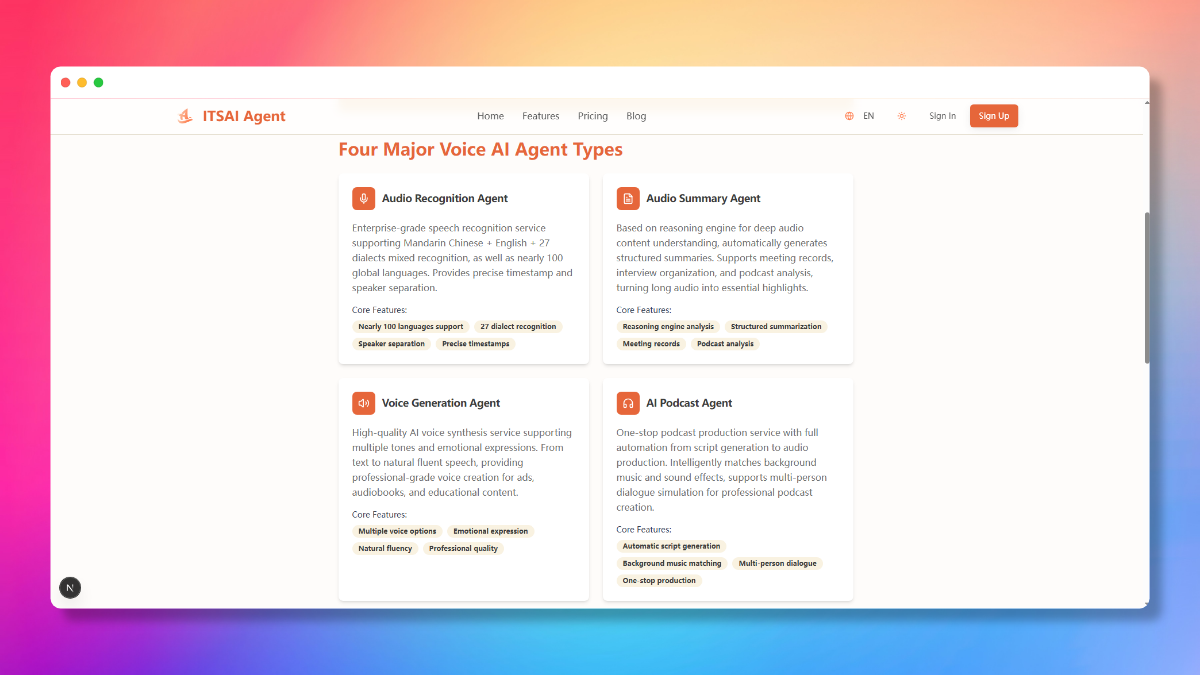 ITSAI Agent
Home
Features
Pricing
Blog
EN
Sign In
Sign Up
Four Major Voice AI Agent Types
Audio Recognition Agent
Enterprise-grade speech recognition service
supporting Mandarin Chinese + English + 27
dialects mixed recognition, as well as nearly 100
global languages. Provides precise timestamp and
speaker separation.
Core Features:
Nearly 100 languages support
27 dialect recognition
Speaker separation
Precise timestamps
Audio Summary Agent
Based on reasoning engine for deep audio
content understanding, automatically generates
structured summaries. Supports meeting records,
interview organization, and podcast analysis,
turning long audio into essential highlights.
Core Features:
Reasoning engine analysis
Structured summarization
Meeting records
Podcast analysis
Voice Generation Agent
High-quality AI voice synthesis service supporting
multiple tones and emotional expressions. From
text to natural fluent speech, providing
professional-grade voice creation for ads,
audiobooks, and educational content.
Core Features:
Multiple voice options
Emotional expression
Natural fluency
Professional quality
AI Podcast Agent
One-stop podcast production service with full
automation from script generation to audio
production. Intelligently matches background
music and sound effects, supports multi-person
dialogue simulation for professional podcast
creation.
Core Features:
Automatic script generation
Background music matching
Multi-person dialogue
One-stop production
N